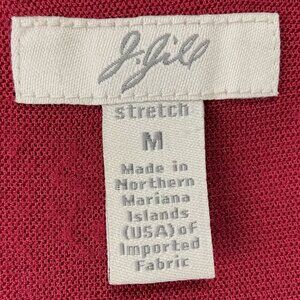 J.Jill
stretch
M
Made in
Northern
Mariana
Islands
(USA)of
Imported
Fabric